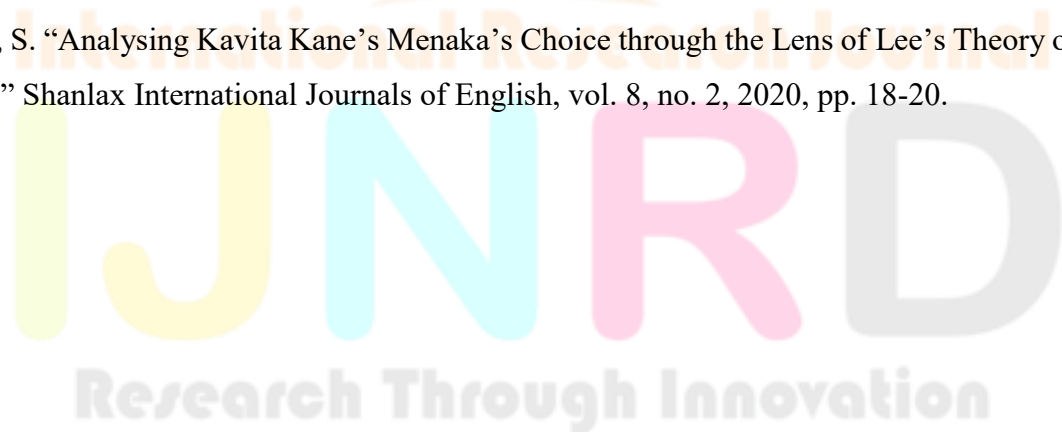 International Research Journal
, S. “Analysing Kavita Kane’s Menaka’s Choice through the Lens of Lee’s Theory o
” Shanlax International Journals of English, vol. 8, no. 2, 2020, pp. 18-20.
IJNRD
Research Through Innovation